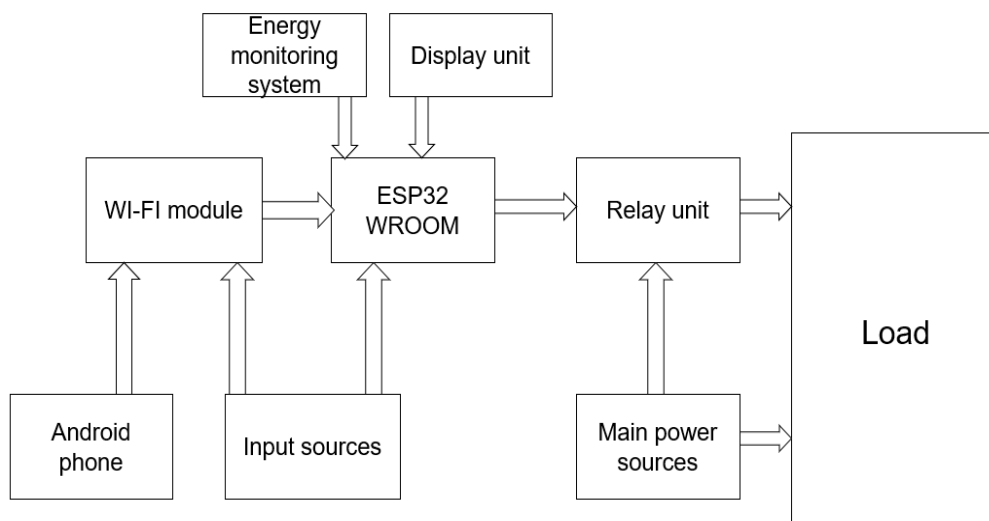 Energy
monitoring
system
Display unit
WI-FI module
ESP32
WROOM
Relay unit
Load
Android
phone
Input sources
Main power
sources